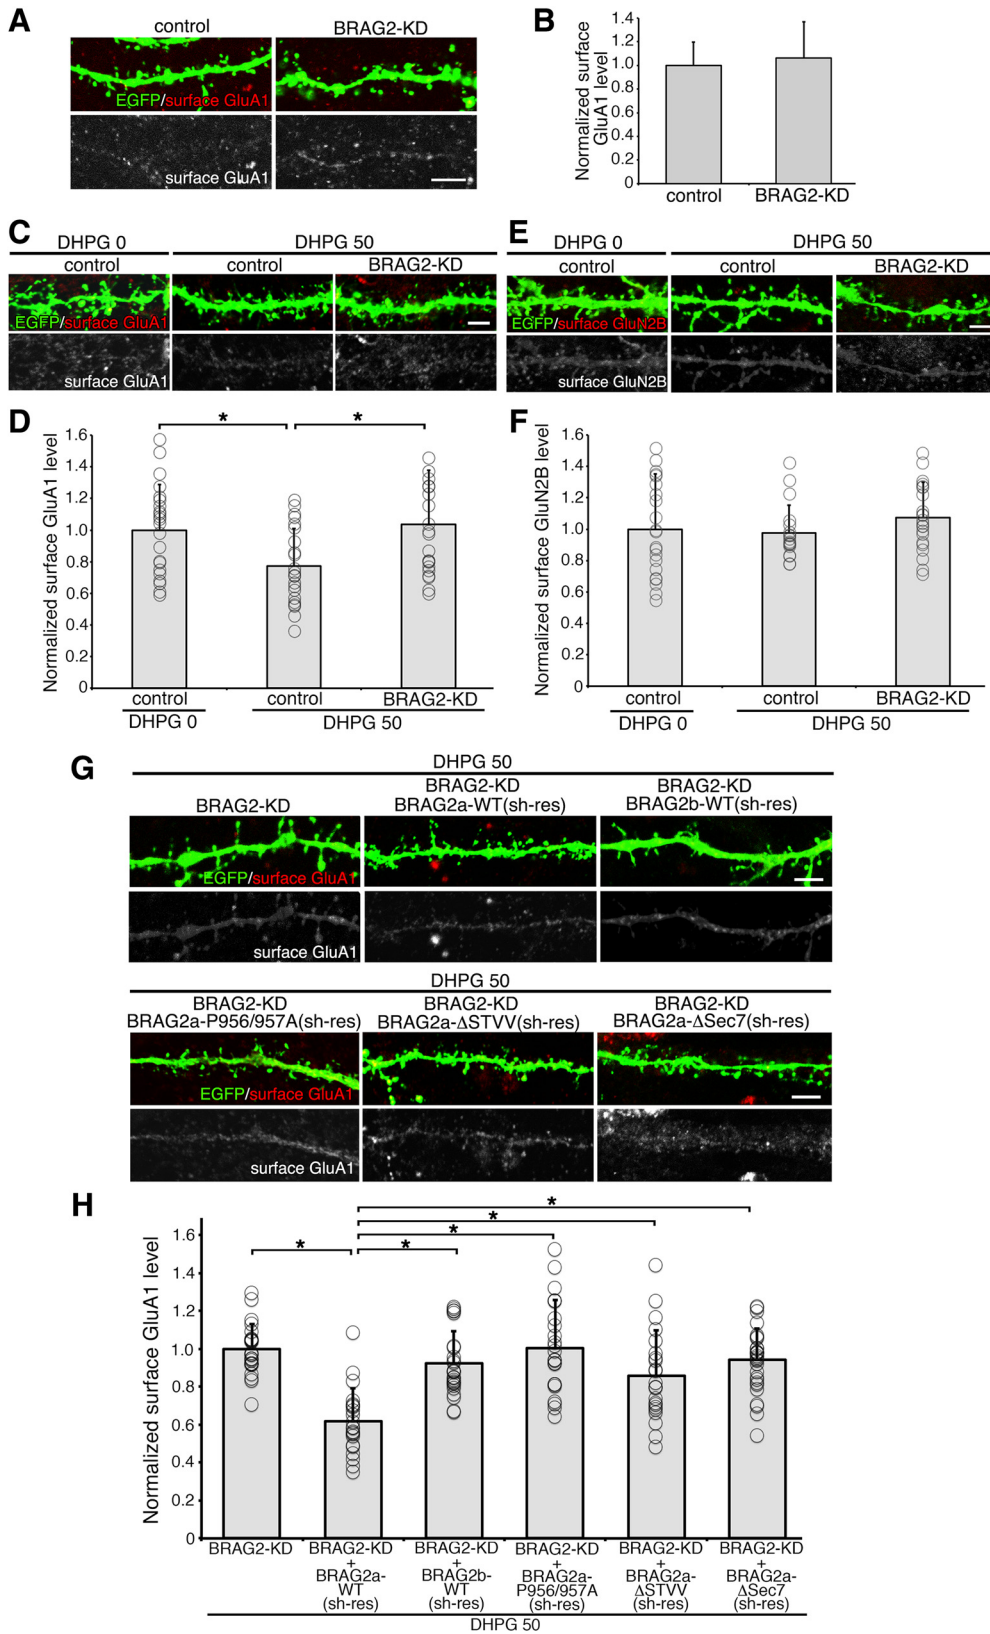 A
control
BRAG2-KD
EGFP/surface GluA1
surface GluA1
B
Normalized surface
GluA1 level
1.4
1.2
1.0
0.8
0.6
0.4
0.2
0
control
BRAG2-KD
C
DHPG 0
DHPG 50
control
control
BRAG2-KD
EGFP/surface GluA1
surface GluA1
E
DHPG 0
DHPG 50
control
control
BRAG2-KD
EGFP/surface GluN2B
surface GluN2B
D
Normalized surface GluA1 level
1.6
1.4
1.2
1.0
0.8
0.6
0.4
0.2
0
*
*
control
control
BRAG2-KD
DHPG 0
DHPG 50
F
Normalized surface GluN2B level
1.6
1.4
1.2
1.0
0.8
0.6
0.4
0.2
0
control
control
BRAG2-KD
DHPG 0
DHPG 50
G
DHPG 50
BRAG2-KD
BRAG2-KD
BRAG2a-WT(sh-res)
BRAG2-KD
BRAG2b-WT(sh-res)
EGFP/surface GluA1
surface GluA1
DHPG 50
BRAG2-KD
BRAG2a-P956/957A(sh-res)
BRAG2-KD
BRAG2a-ΔSTVV(sh-res)
BRAG2-KD
BRAG2a-ΔSec7(sh-res)
EGFP/surface GluA1
surface GluA1
H
Normalized surface GluA1 level
1.6
1.4
1.2
1.0
0.8
0.6
0.4
0.2
0
*
*
*
*
*
BRAG2-KD
BRAG2-KD
+
BRAG2a-
WT
(sh-res)
BRAG2-KD
+
BRAG2b-
WT
(sh-res)
BRAG2-KD
+
BRAG2a-
P956/957A
(sh-res)
BRAG2-KD
+
BRAG2a-
ΔSTVV
(sh-res)
BRAG2-KD
+
BRAG2a-
ΔSec7
(sh-res)
DHPG 50